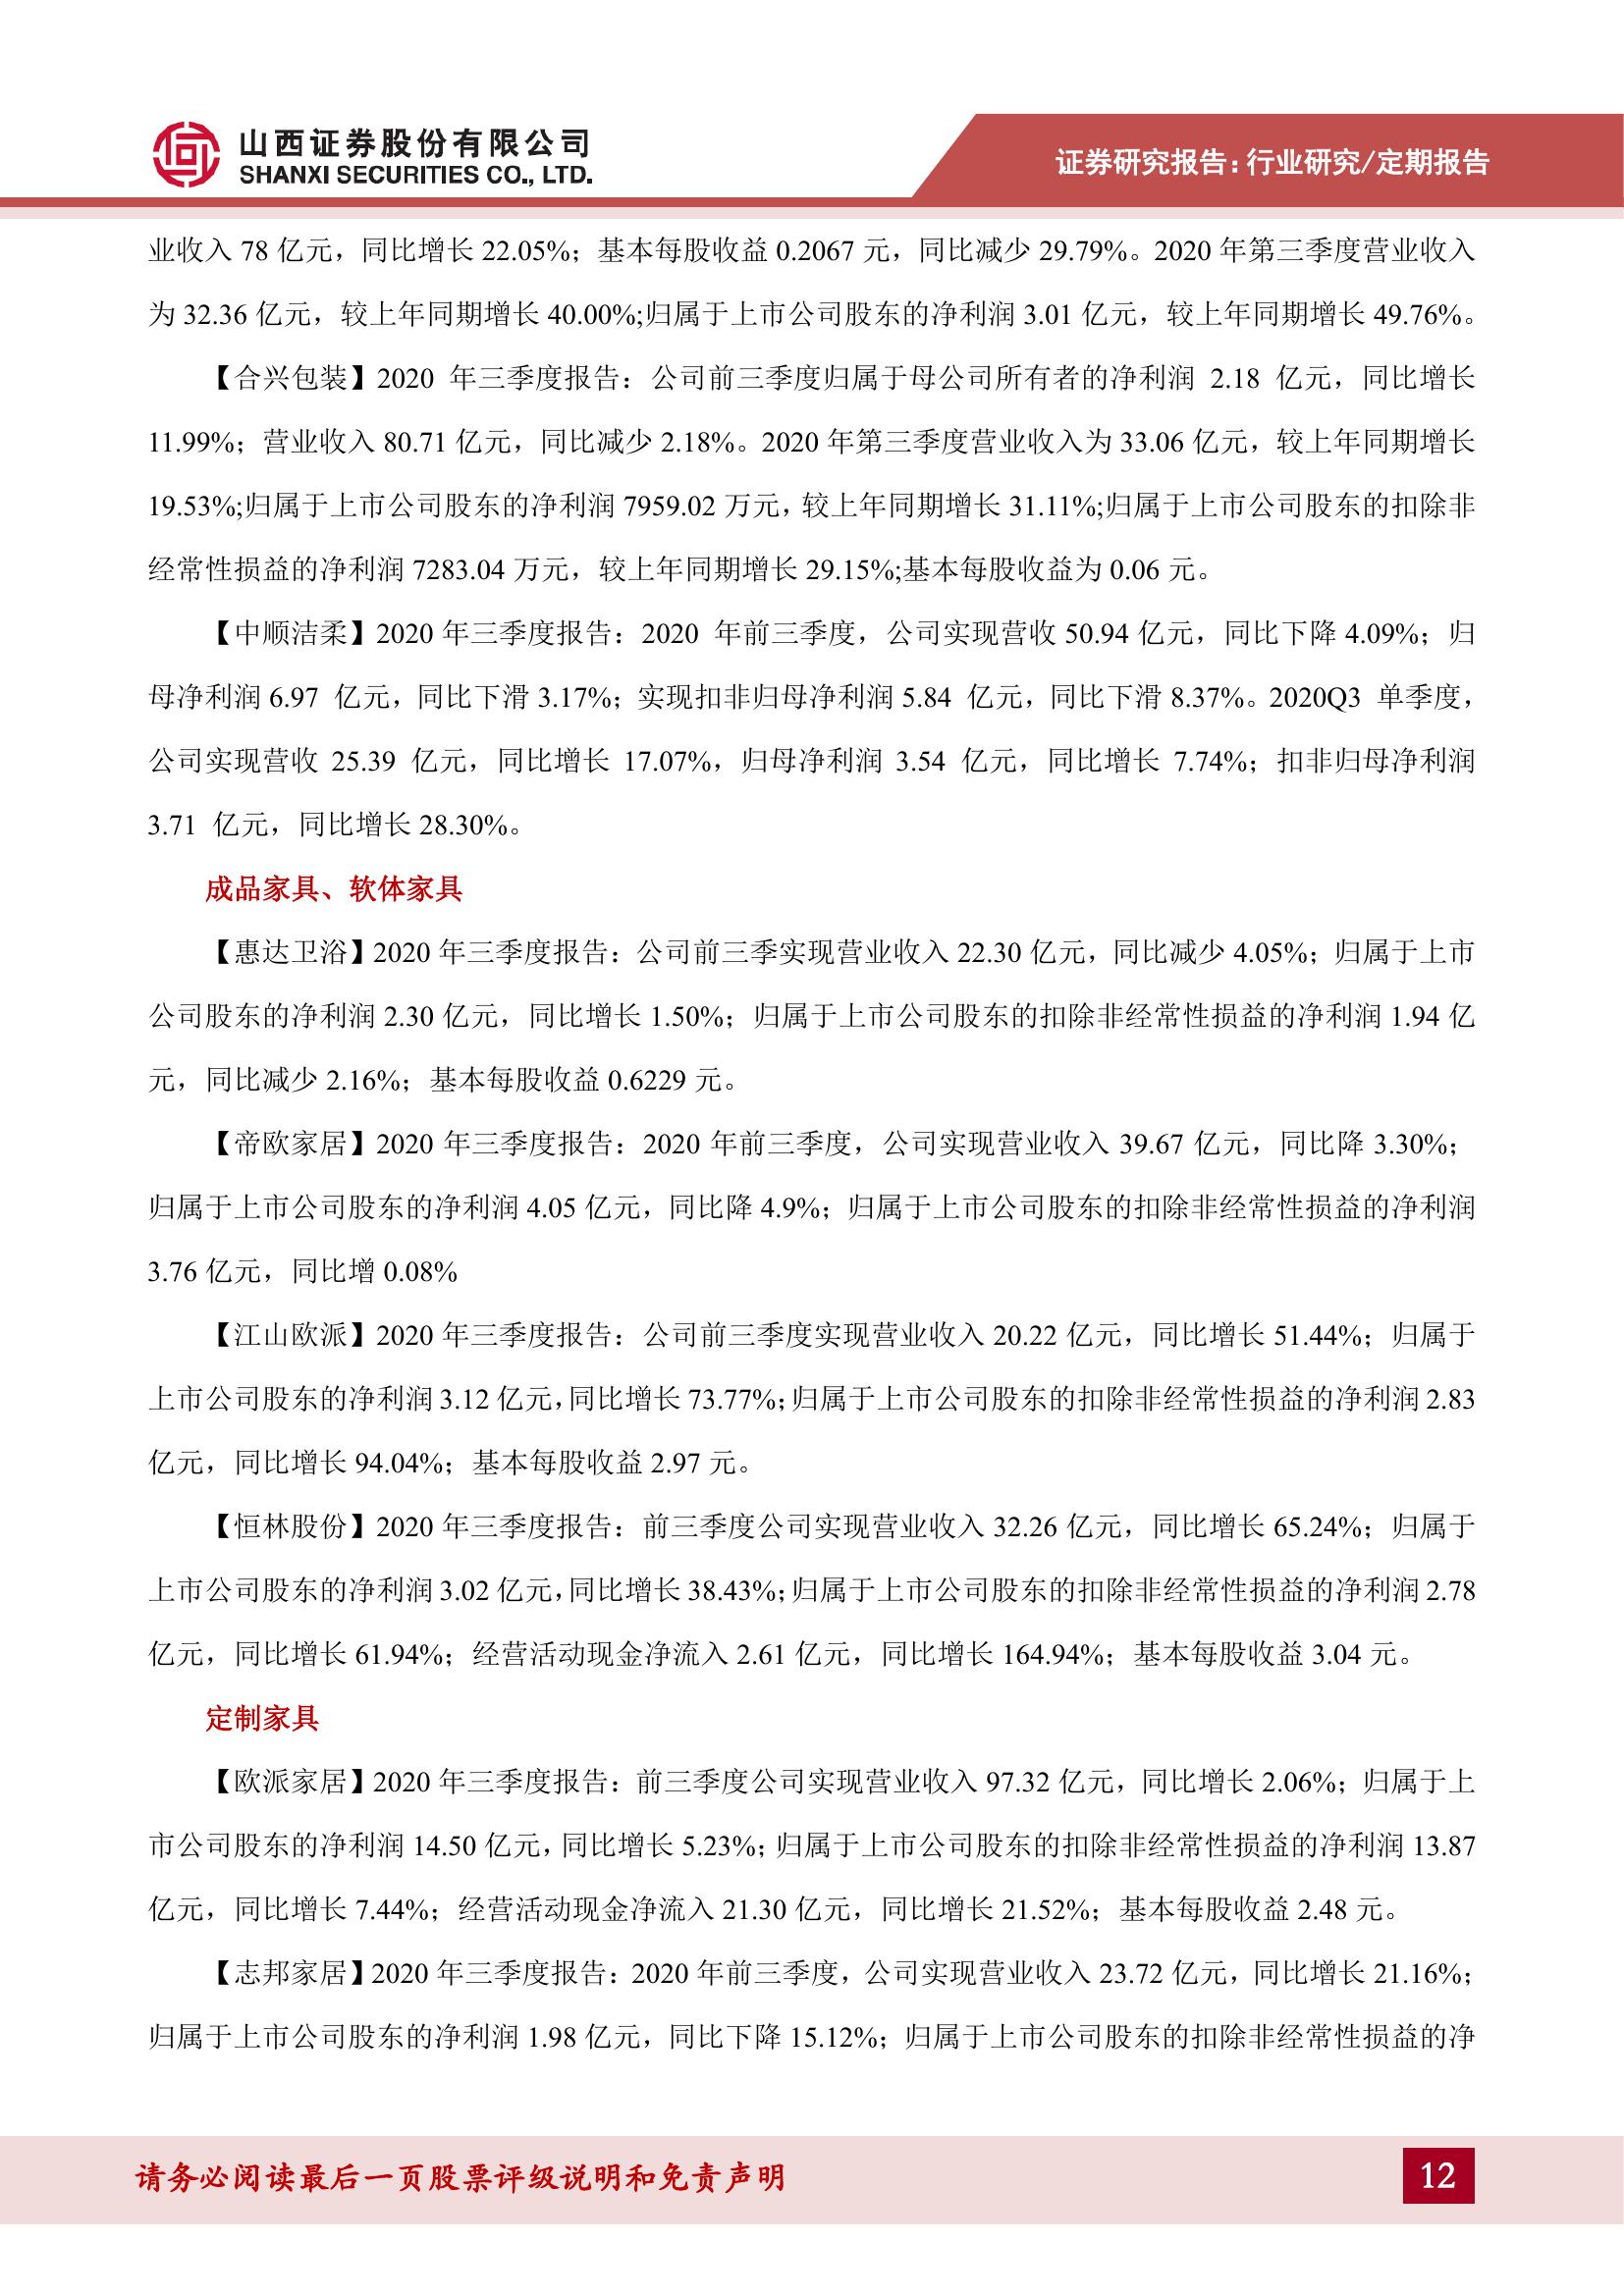 山西证券股份有限公司
SHANXI SECURITIES CO., LTD.
证券研究报告:行业研究/定期报告
业收入 78 亿元，同比增长 22.05%；基本每股收益 0.2067 元，同比减少 29.79%。2020 年第三季度营业收入
为 32.36 亿元，较上年同期增长 40.00%;归属于上市公司股东的净利润 3.01 亿元，较上年同期增长 49.76%。
【合兴包装】2020 年三季度报告：公司前三季度归属于母公司所有者的净利润 2.18 亿元，同比增长
11.99%；营业收入 80.71 亿元，同比减少 2.18%。2020 年第三季度营业收入为 33.06 亿元，较上年同期增长
19.53%;归属于上市公司股东的净利润 7959.02 万元，较上年同期增长 31.11%;归属于上市公司股东的扣除非
经常性损益的净利润 7283.04 万元，较上年同期增长 29.15%;基本每股收益为 0.06 元。
【中顺洁柔】2020 年三季度报告：2020 年前三季度，公司实现营收 50.94 亿元，同比下降 4.09%；归
母净利润 6.97 亿元，同比下滑 3.17%；实现扣非归母净利润 5.84 亿元，同比下滑 8.37%。2020Q3 单季度，
公司实现营收 25.39 亿元，同比增长 17.07%，归母净利润 3.54 亿元，同比增长 7.74%；扣非归母净利润
3.71 亿元，同比增长 28.30%。
成品家具、软体家具
【惠达卫浴】2020 年三季度报告：公司前三季实现营业收入 22.30 亿元，同比减少 4.05%；归属于上市
公司股东的净利润 2.30 亿元，同比增长 1.50%；归属于上市公司股东的扣除非经常性损益的净利润 1.94 亿
元，同比减少 2.16%；基本每股收益 0.6229 元。
【帝欧家居】2020 年三季度报告：2020 年前三季度，公司实现营业收入 39.67 亿元，同比降 3.30%；
归属于上市公司股东的净利润 4.05 亿元，同比降 4.9%；归属于上市公司股东的扣除非经常性损益的净利润
3.76 亿元，同比增 0.08%
【江山欧派】2020 年三季度报告：公司前三季度实现营业收入 20.22 亿元，同比增长 51.44%；归属于
上市公司股东的净利润 3.12 亿元，同比增长 73.77%；归属于上市公司股东的扣除非经常性损益的净利润 2.83
亿元，同比增长 94.04%；基本每股收益 2.97 元。
【恒林股份】2020 年三季度报告：前三季度公司实现营业收入 32.26 亿元，同比增长 65.24%；归属于
上市公司股东的净利润 3.02 亿元，同比增长 38.43%；归属于上市公司股东的扣除非经常性损益的净利润 2.78
亿元，同比增长 61.94%；经营活动现金净流入 2.61 亿元，同比增长 164.94%；基本每股收益 3.04 元。
定制家具
【欧派家居】2020 年三季度报告：前三季度公司实现营业收入 97.32 亿元，同比增长 2.06%；归属于上
市公司股东的净利润 14.50 亿元，同比增长 5.23%；归属于上市公司股东的扣除非经常性损益的净利润 13.87
亿元，同比增长 7.44%；经营活动现金净流入 21.30 亿元，同比增长 21.52%；基本每股收益 2.48 元。
【志邦家居】2020 年三季度报告：2020 年前三季度，公司实现营业收入 23.72 亿元，同比增长 21.16%；
归属于上市公司股东的净利润 1.98 亿元，同比下降 15.12%；归属于上市公司股东的扣除非经常性损益的净
请务必阅读最后一页股票评级说明和免责声明
12